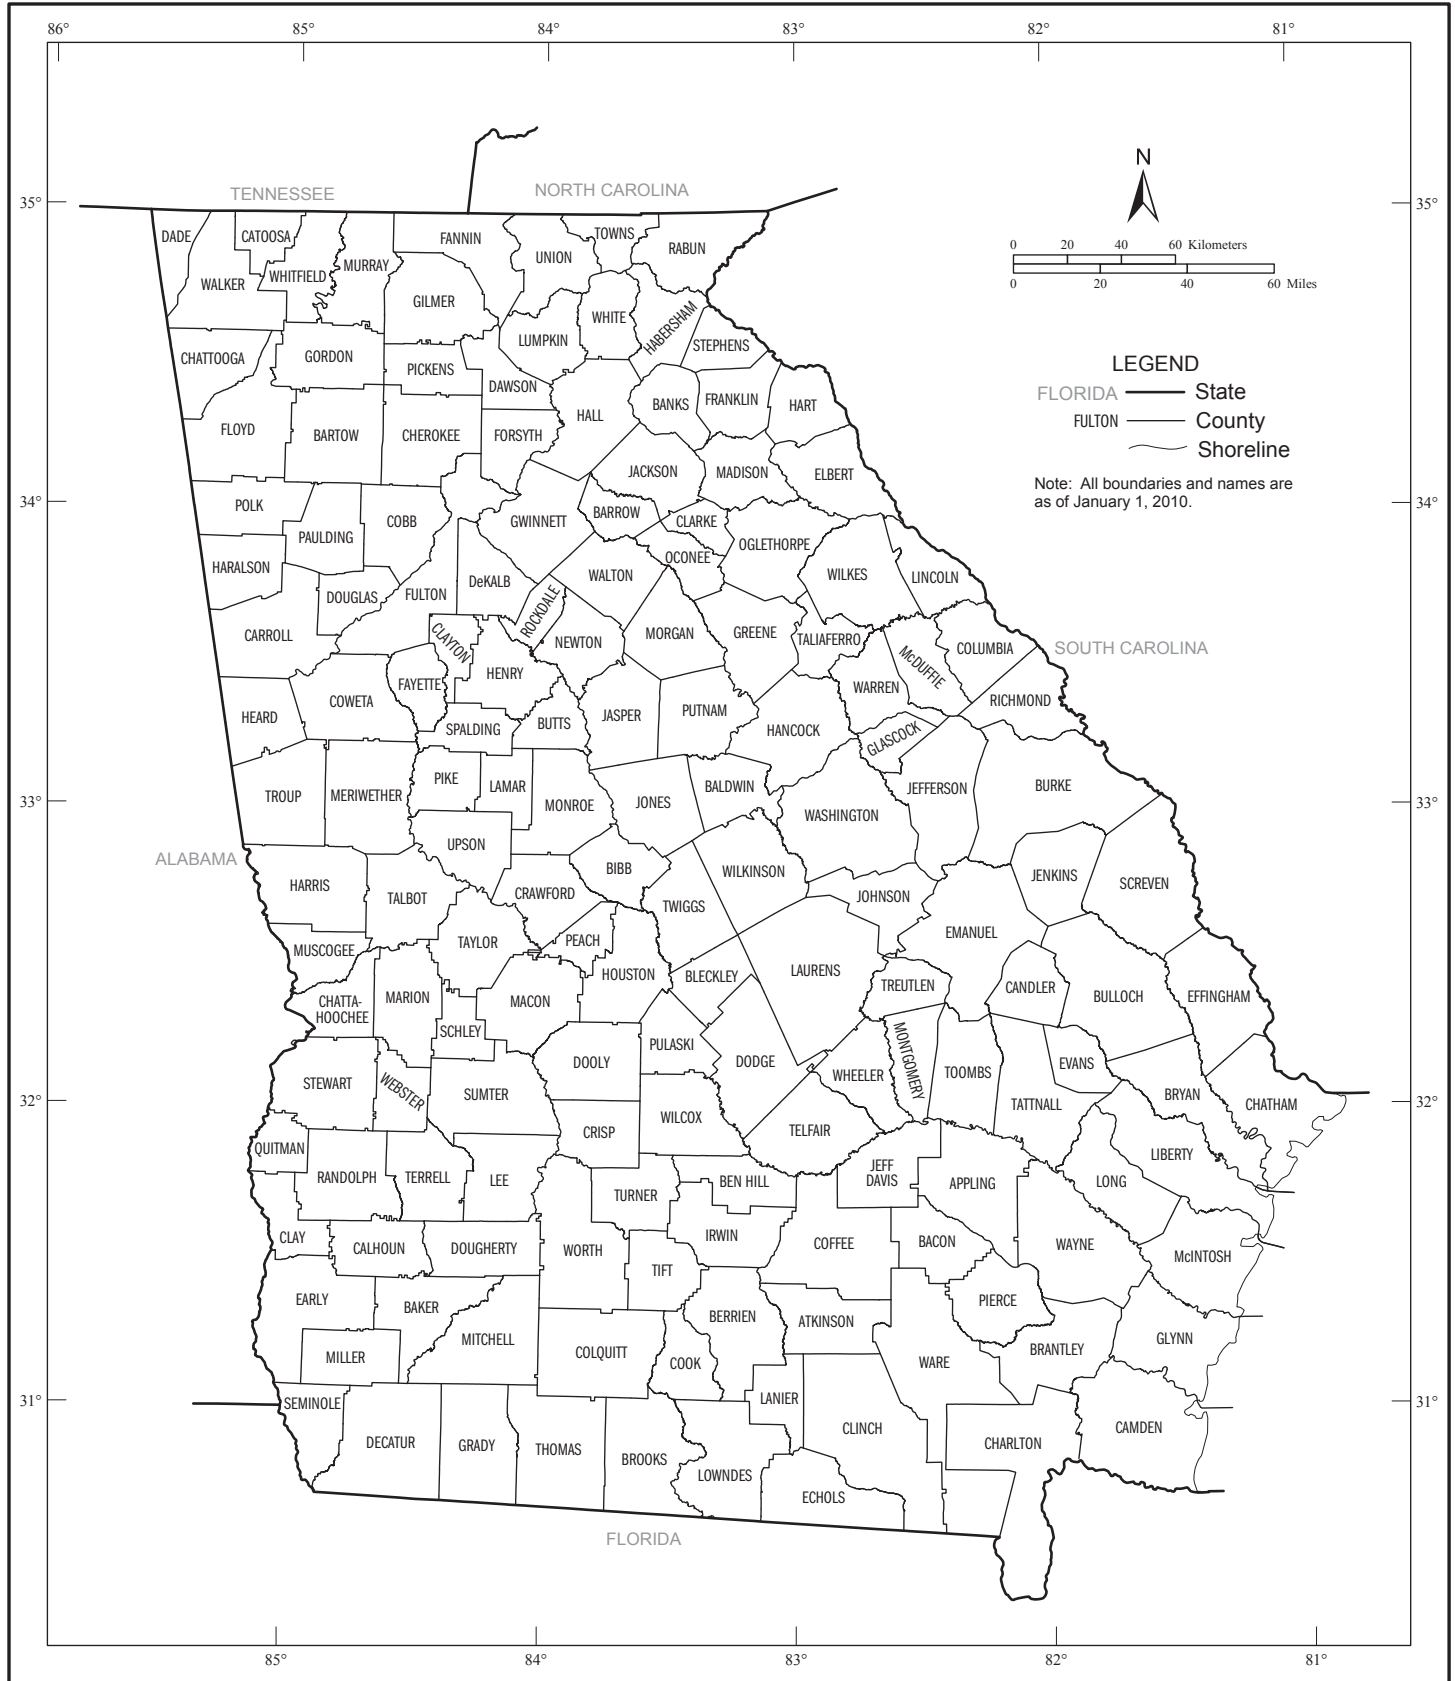 86° 85° 84° 83° 82° 81°
N
TENNESSEE
NORTH CAROLINA
35°
35°
0 20 40 60 Kilometers
0 20 40 60 Miles
DADE
CATOOSA
FANNIN
TOWNS
RABUN
WALKER
WHITFIELD
MURRAY
UNION
GILMER
WHITE
HABERSHAM
LUMPKIN
STEPHENS
CHATTOOGA
GORDON
PICKENS
DAWSON
LEGEND
FLORIDA State
FULTON County
Shoreline
Note: All boundaries and names are
as of January 1, 2010.
HALL
BANKS
FRANKLIN
HART
FLOYD
BARTOW
CHEROKEE
FORSYTH
JACKSON
MADISON
ELBERT
34°
34°
POLK
PAULDING
COBB
GWINNETT
BARROW
CLARKE
OGLETHORPE
OCONEE
HARALSON
DOUGLAS
FULTON
DeKALB
ROCKDALE
WALTON
WILKES
LINCOLN
CARROLL
CLAYTON
NEWTON
MORGAN
GREENE
TALIAFERRO
McDUFFIE
COLUMBIA
SOUTH CAROLINA
HENRY
FAYETTE
COWETA
WARREN
RICHMOND
HEARD
SPALDING
BUTTS
JASPER
PUTNAM
HANCOCK
GLASCOCK
33°
33°
TROUP
MERIWETHER
PIKE
LAMAR
MONROE
JONES
BALDWIN
WASHINGTON
JEFFERSON
BURKE
ALABAMA
UPSON
BIBB
WILKINSON
JENKINS
SCREVEN
HARRIS
TALBOT
CRAWFORD
TWIGGS
JOHNSON
MUSCOGEE
TAYLOR
PEACH
EMANUEL
HOUSTON
BLECKLEY
LAURENS
TREUTLEN
CANDLER
BULLOCH
EFFINGHAM
CHATTA-
HOOCHEE
MARION
MACON
SCHLEY
PULASKI
DODGE
MONTGOMERY
DOOLY
WHEELER
TOOMBS
EVANS
STEWART
WEBSTER
SUMTER
32°
32°
CRISP
WILCOX
TELFAIR
TATTNALL
BRYAN
CHATHAM
QUITMAN
RANDOLPH
TERRELL
LEE
TURNER
BEN HILL
JEFF
DAVIS
APPLING
LONG
LIBERTY
CLAY
CALHOUN
DOUGHERTY
WORTH
IRWIN
COFFEE
BACON
WAYNE
McINTOSH
TIFT
EARLY
BAKER
MITCHELL
BERRIEN
ATKINSON
PIERCE
MILLER
COLQUITT
COOK
WARE
BRANTLEY
GLYNN
31°
31°
SEMINOLE
LANIER
CLINCH
CAMDEN
DECATUR
GRADY
THOMAS
BROOKS
LOWNDES
CHARLTON
ECHOLS
FLORIDA
85° 84° 83° 82° 81°